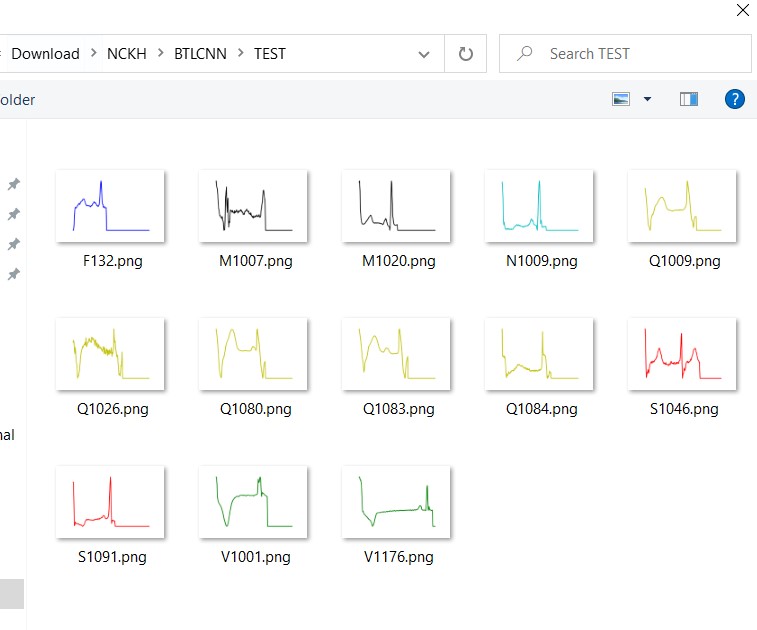 Download > NCKH > BTLCNN > TEST
Search TEST
older
?
F132.png M1007.png M1020.png N1009.png Q1009.png
Q1026.png Q1080.png Q1083.png Q1084.png S1046.png
nal
S1091.png V1001.png V1176.png